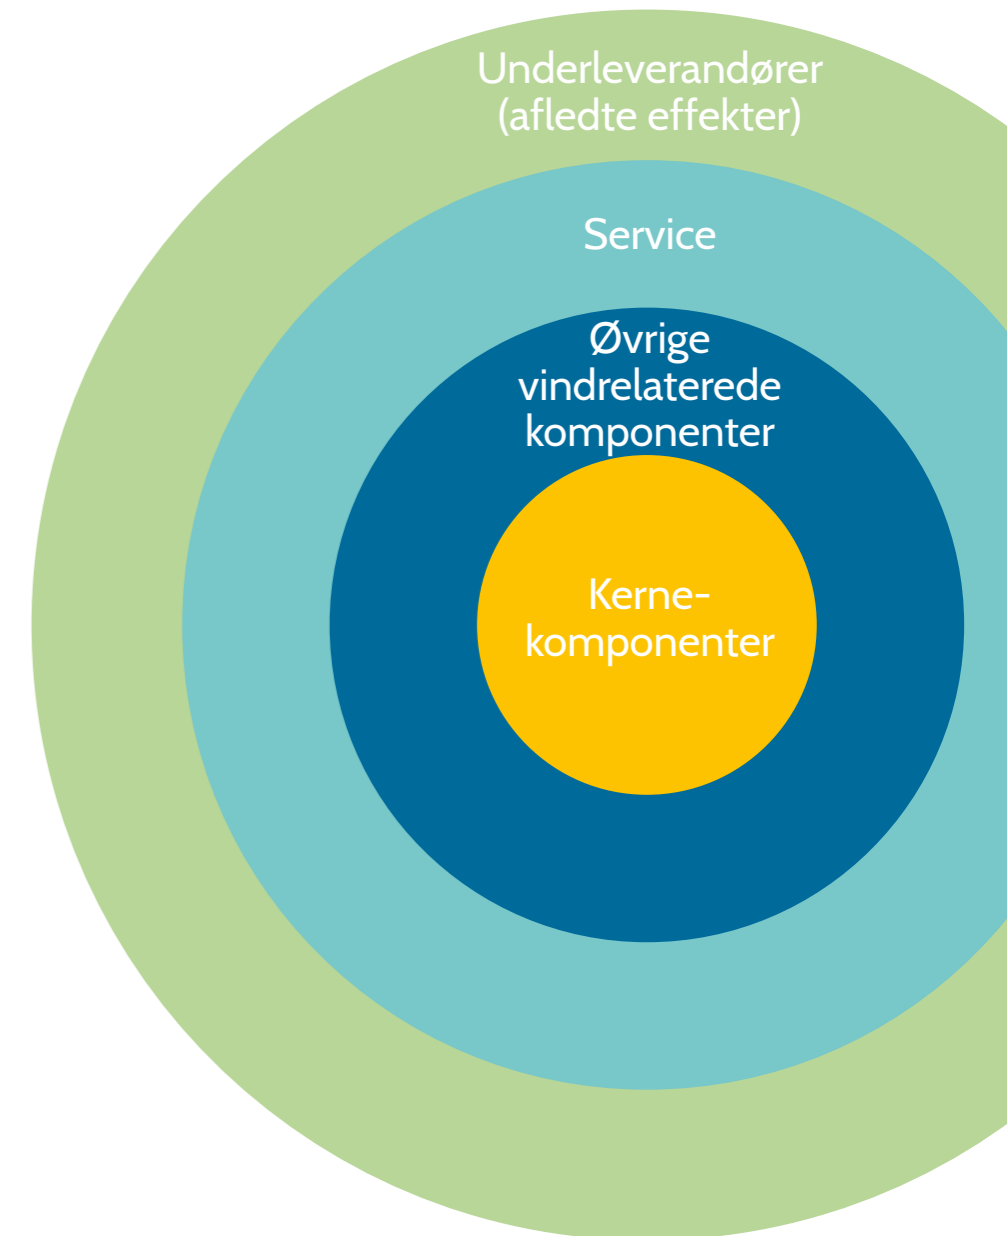 Underleverandører
(afledte effekter)
Service
Øvrige
vindrelaterede
komponenter
Kerne-
komponenter